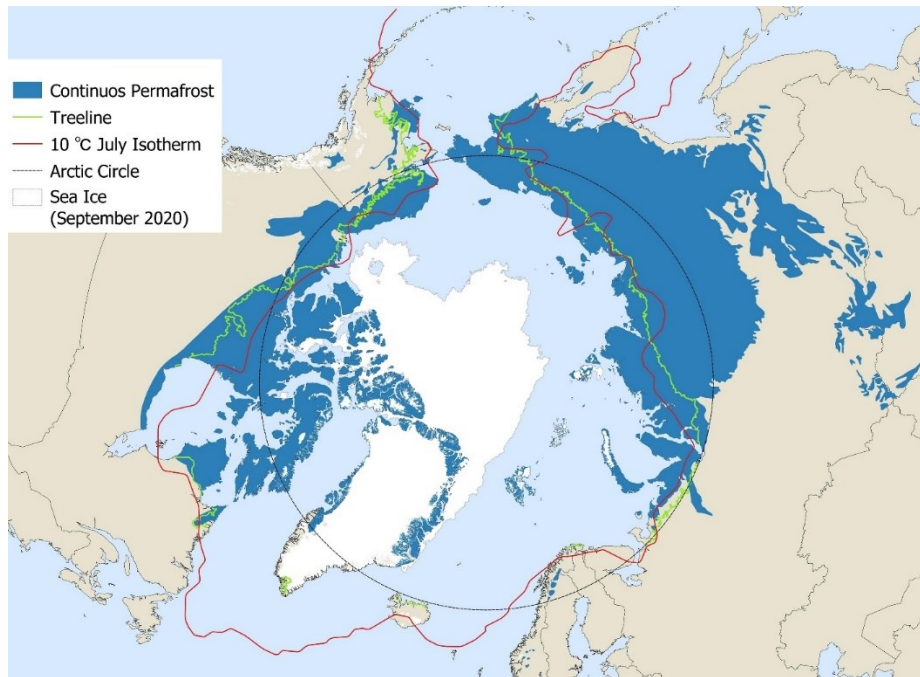 Continuos Permafrost
Treeline
10 °C July Isotherm
Arctic Circle
Sea Ice
(September 2020)